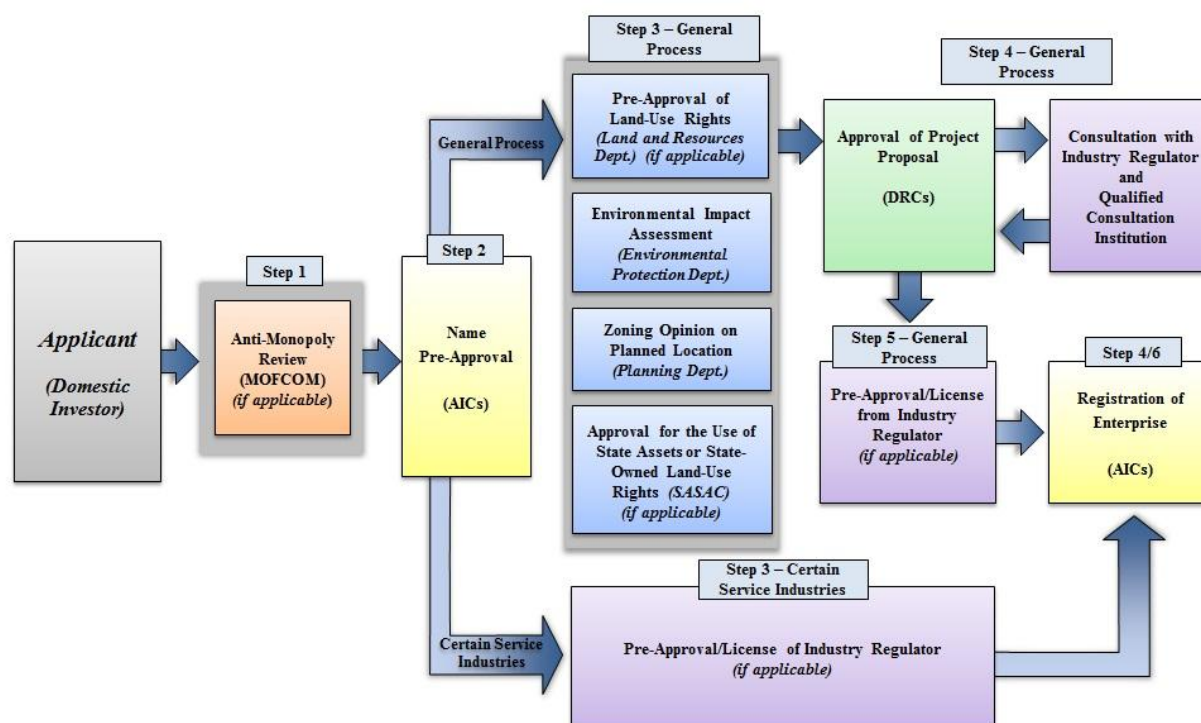 Applicant
(Domestic
Investor)
Step 1
Anti-Monopoly
Review
(MOFCOM)
(if applicable)
Step 2
Name
Pre-Approval
(AICs)
General Process
Certain Service
Industries
Step 3 – General
Process
Pre-Approval of
Land-Use Rights
(Land and Resources
Dept.) (if applicable)
Environmental Impact
Assessment
(Environmental
Protection Dept.)
Zoning Opinion on
Planned Location
(Planning Dept.)
Approval for the Use of
State Assets or State-
Owned Land-Use
Rights (SASAC)
(if applicable)
Step 4 – General
Process
Approval of Project
Proposal
(DRCs)
Consultation with
Industry Regulator
and
Qualified
Consultation
Institution
Step 5 – General
Process
Pre-Approval/License
from Industry
Regulator
(if applicable)
Step 4/6
Registration of
Enterprise
(AICs)
Step 3 – Certain
Service Industries
Pre-Approval/License of Industry Regulator
(if applicable)